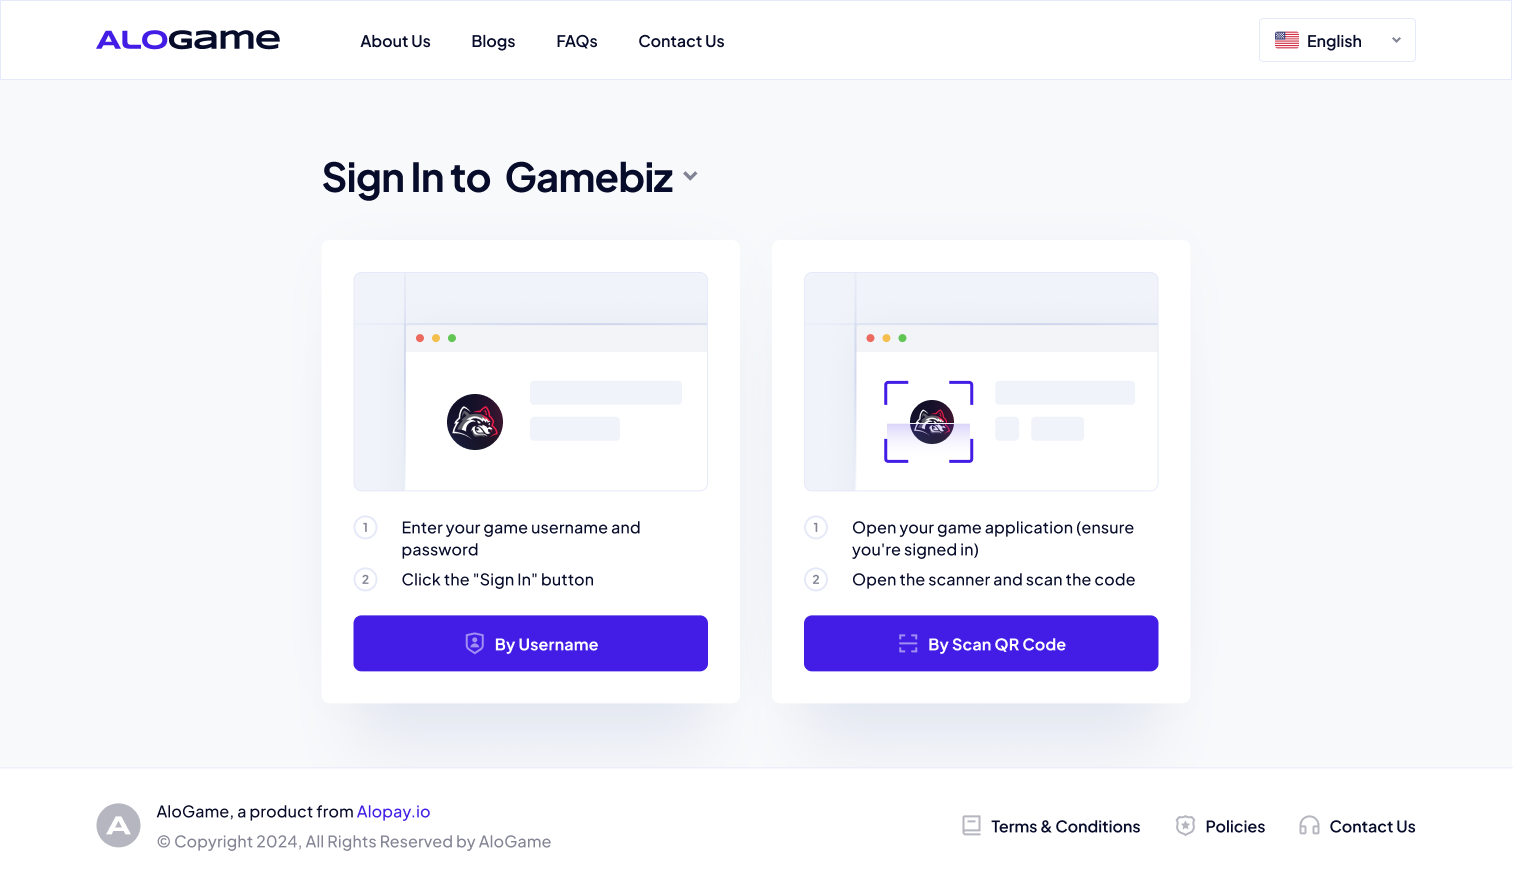 ALOGAME
About Us
Blogs
FAQs
Contact Us
English
Sign In to Gamebiz
1
Enter your game username and
password
2
Click the "Sign In" button
By Username
1
Open your game application (ensure
you're signed in)
2
Open the scanner and scan the code
By Scan QR Code
A
AloGame, a product from Alopay.io
© Copyright 2024, All Rights Reserved by AloGame
Terms & Conditions
Policies
Contact Us